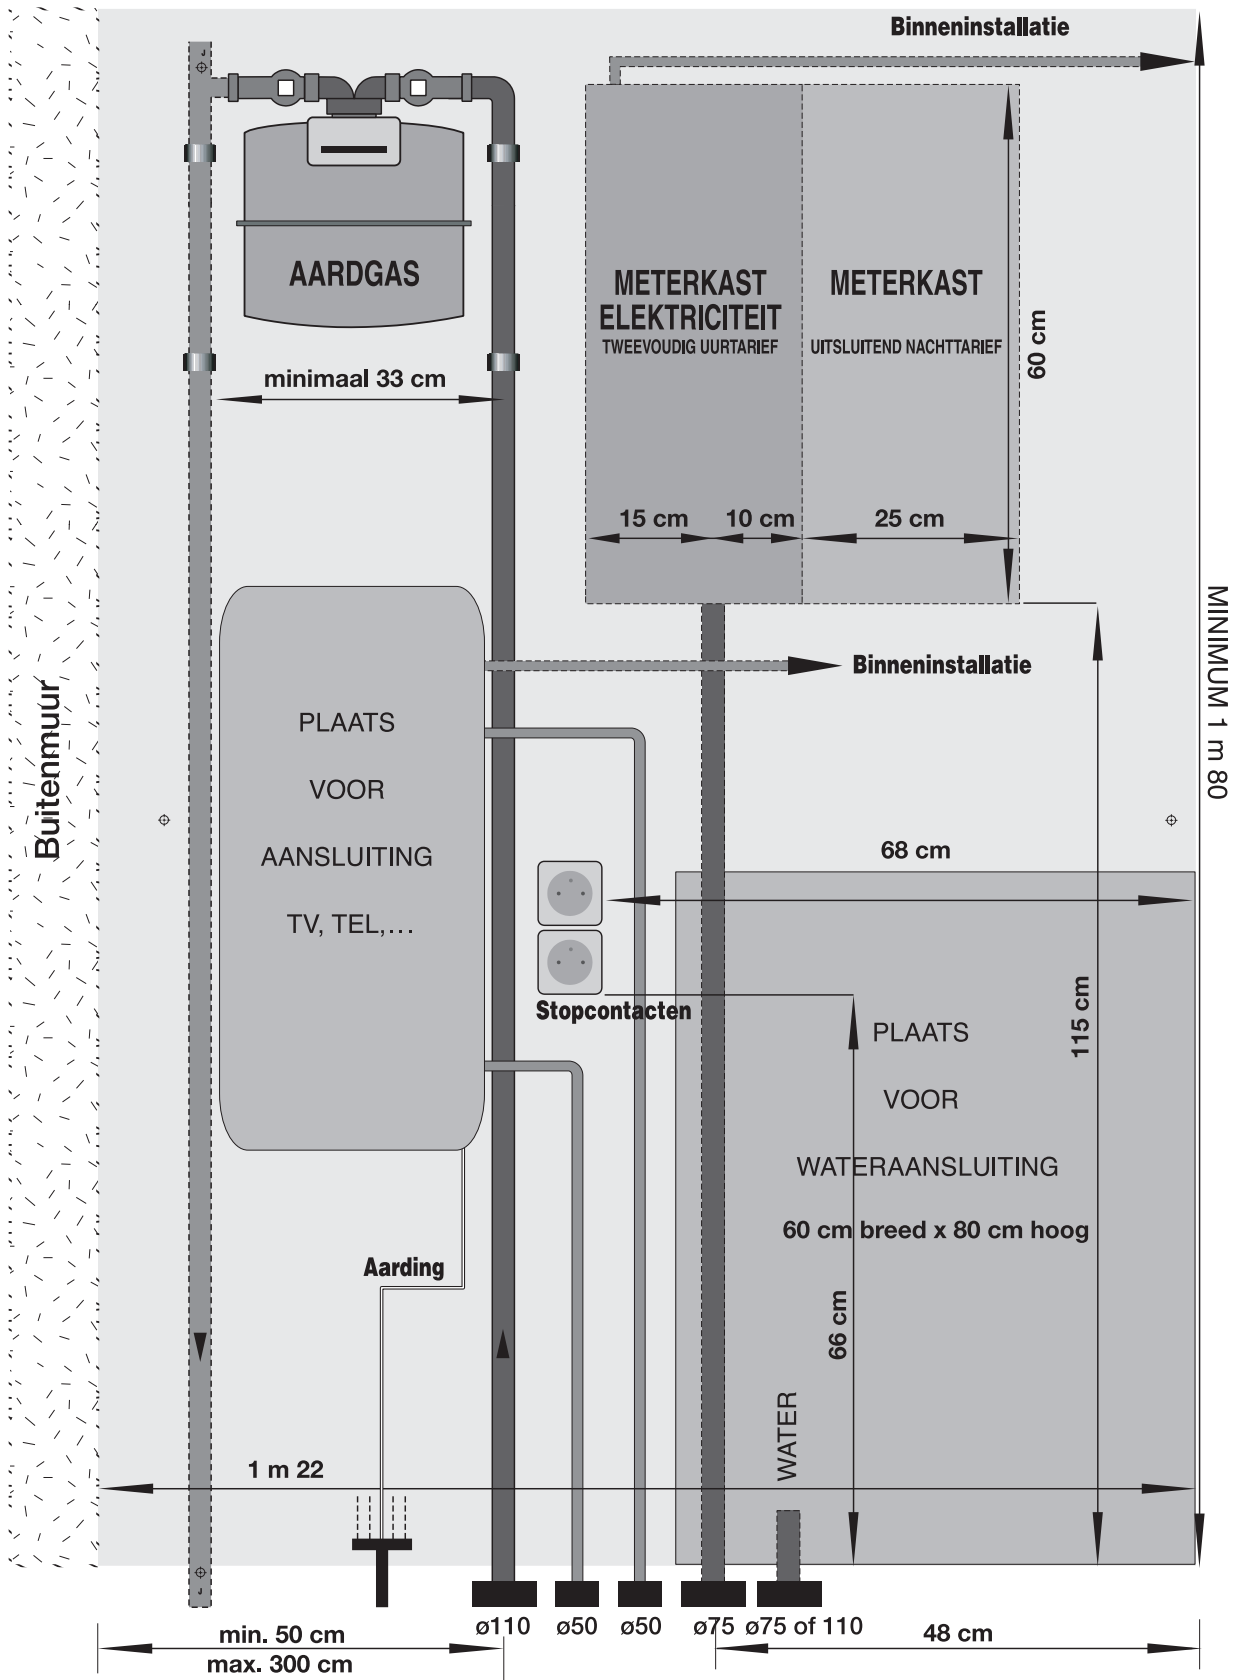 Binneninstallatie
AARDGAS
METERKAST
ELEKTRICITEIT
TWEEVOUDIG UURTARIEF
METERKAST
UITSLUITEND NACHTTARIEF
60 cm
minimaal 33 cm
15 cm
10 cm
25 cm
MINIMUM 1 m 80
Binneninstallatie
Buitenmuur
PLAATS
VOOR
AANSLUITING
TV, TEL,...
68 cm
Stopcontacten
115 cm
PLAATS
VOOR
WATERAANSLUITING
60 cm breed x 80 cm hoog
Aarding
66 cm
WATER
1 m 22
ø110
ø50
ø50
ø75
ø75 of 110
min. 50 cm
max. 300 cm
48 cm